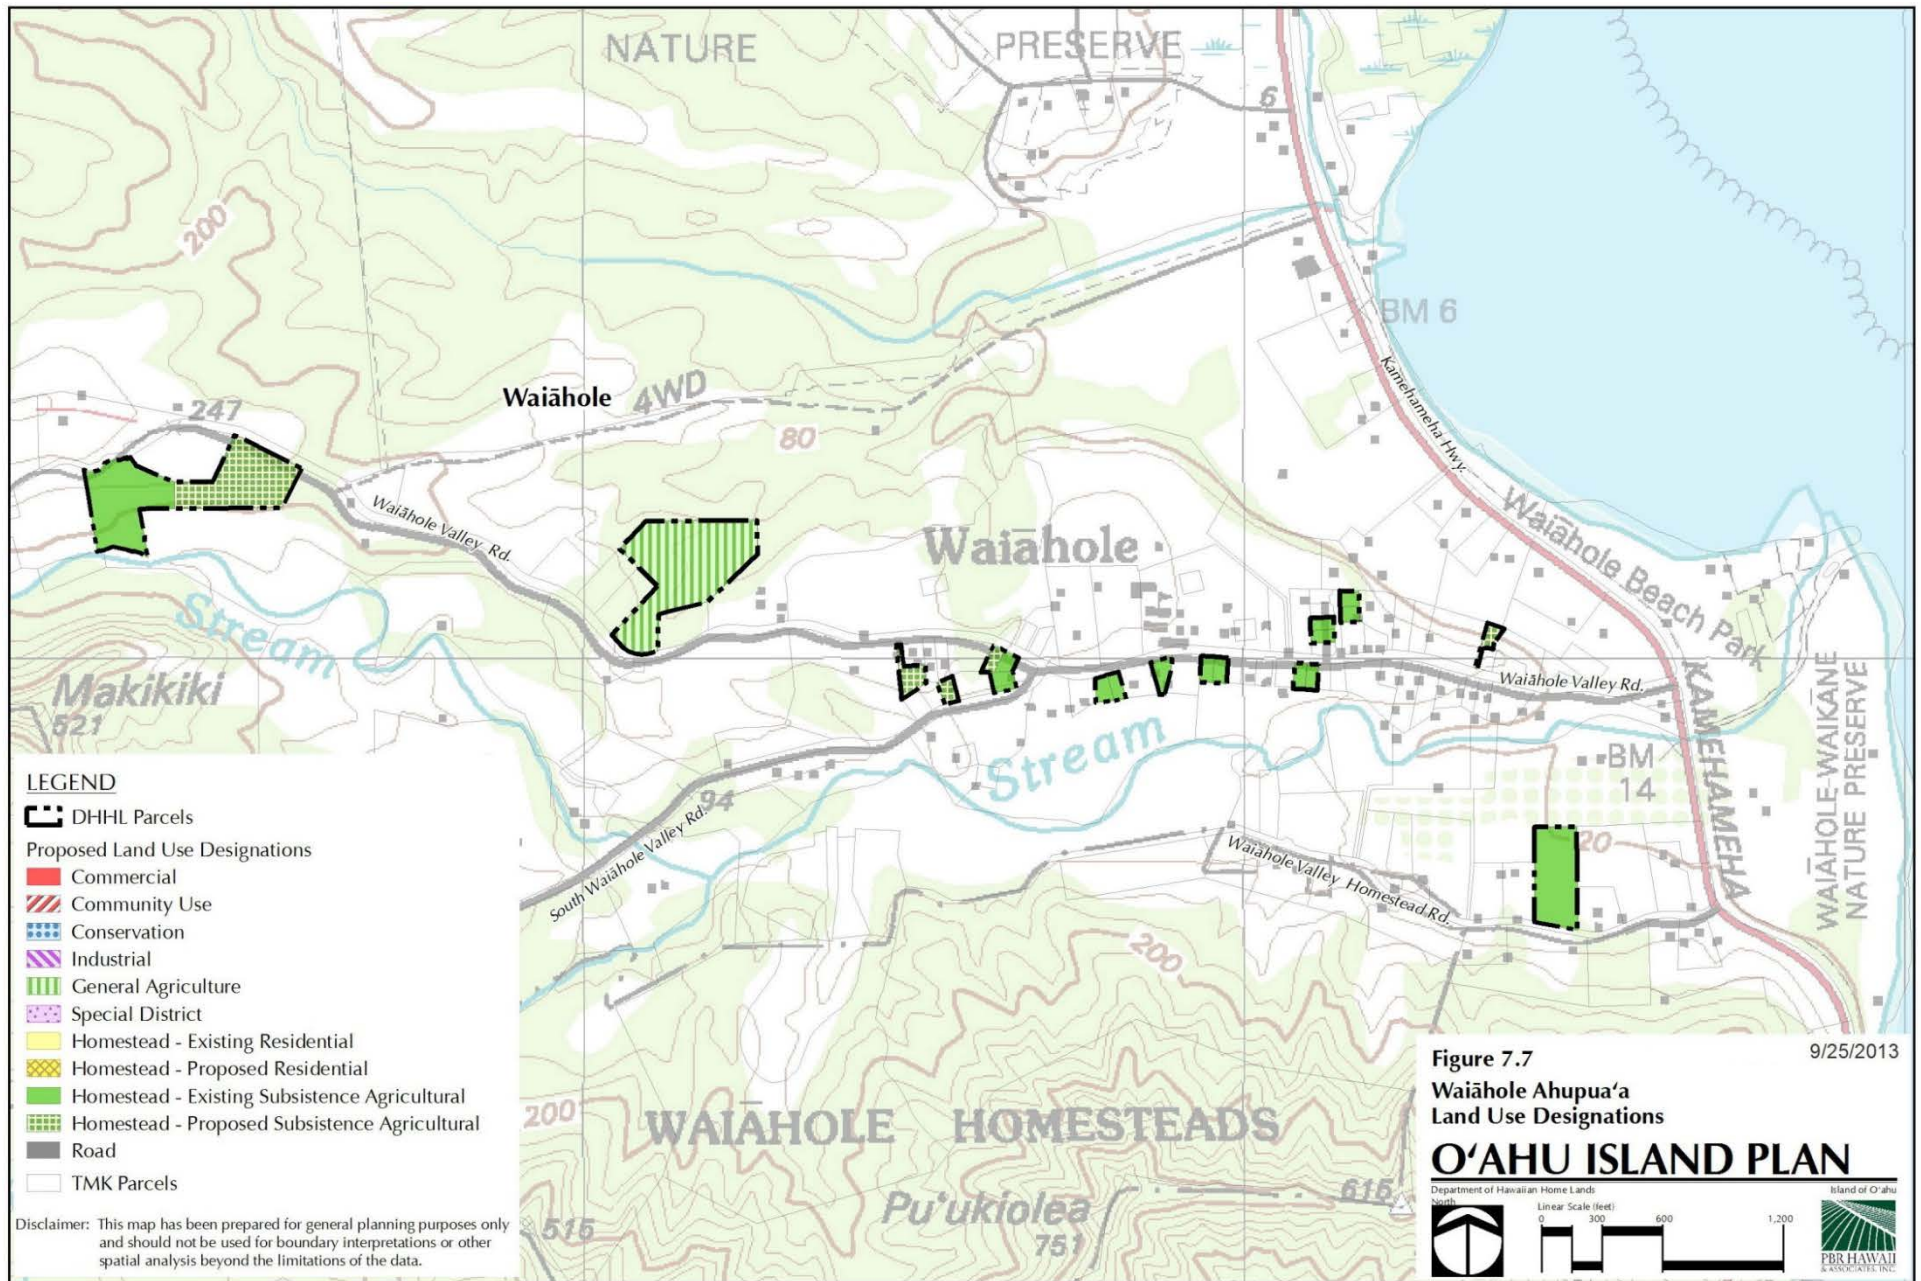 NATURE
PRESERVE
6
200
BM 6
Kamehameha Hwy.
Waiāhole
4WD
247
80
Waiāhole Valley Rd.
Waiāhole
Waiāhole Beach Park
Stream
Makikiki
521
Waiāhole Valley Rd.
KAMEHAMEHA
WAIĀHOLE-WAIKĀNE
NATURE PRESERVE
Stream
BM
14
94
South Waiāhole Valley Rd.
20
Waiāhole Valley Homestead Rd.
200
200
WAIĀHOLE HOMESTEADS
Pu'ukiolea
751
515
615
LEGEND
DHHL Parcels
Proposed Land Use Designations
Commercial
Community Use
Conservation
Industrial
General Agriculture
Special District
Homestead - Existing Residential
Homestead - Proposed Residential
Homestead - Existing Subsistence Agricultural
Homestead - Proposed Subsistence Agricultural
Road
TMK Parcels
Disclaimer: This map has been prepared for general planning purposes only
and should not be used for boundary interpretations or other
spatial analysis beyond the limitations of the data.
Figure 7.7
9/25/2013
Waiāhole Ahupua‘a
Land Use Designations
O‘AHU ISLAND PLAN
Department of Hawaiian Home Lands
Island of O‘ahu
North
Linear Scale (feet)
0 300 600 1,200
PBR HAWAII
& ASSOCIATES, INC.